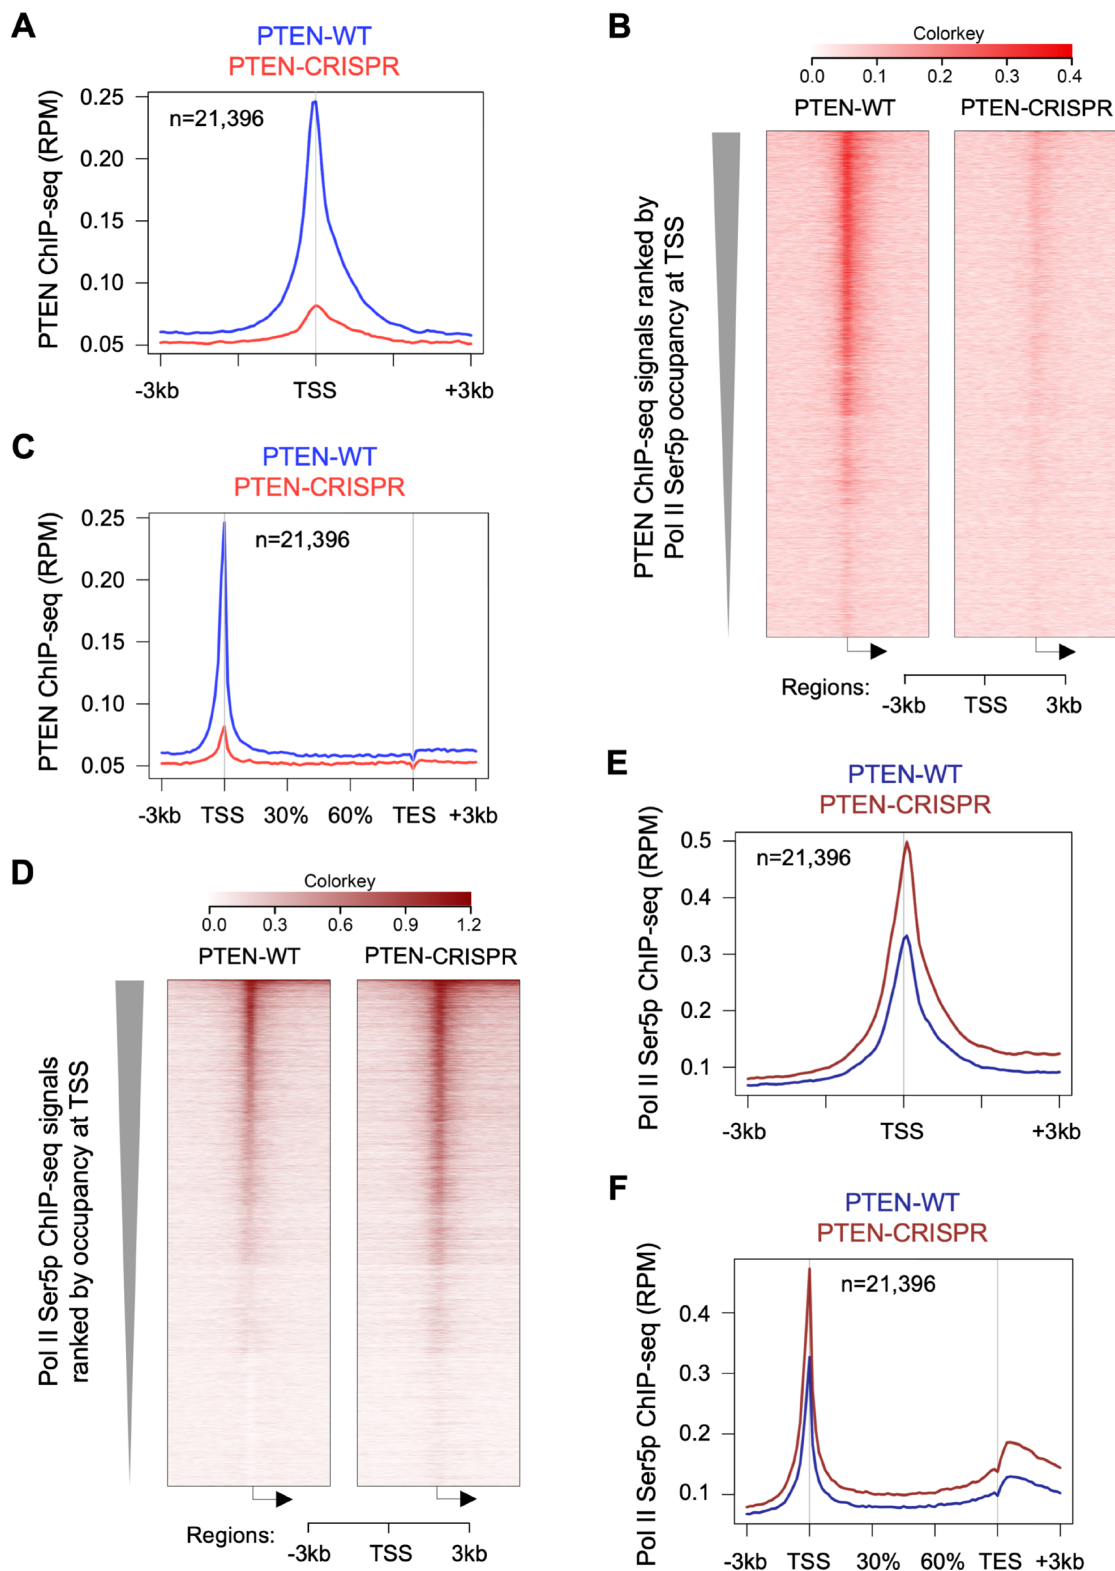 A
PTEN-WT
PTEN-CRISPR
n=21,396
PTEN ChIP-seq (RPM)
0.25
0.20
0.15
0.10
0.05
-3kb TSS +3kb
B
Colorkey
0.0 0.1 0.2 0.3 0.4
PTEN-WT PTEN-CRISPR
PTEN ChIP-seq signals ranked by
Pol II Ser5p occupancy at TSS
Regions: -3kb TSS 3kb
C
PTEN-WT
PTEN-CRISPR
n=21,396
PTEN ChIP-seq (RPM)
0.25
0.20
0.15
0.10
0.05
-3kb TSS 30% 60% TES +3kb
D
Colorkey
0.0 0.3 0.6 0.9 1.2
PTEN-WT PTEN-CRISPR
Pol II Ser5p ChIP-seq signals
ranked by occupancy at TSS
Regions: -3kb TSS 3kb
E
PTEN-WT
PTEN-CRISPR
n=21,396
Pol II Ser5p ChIP-seq (RPM)
0.5
0.4
0.3
0.2
0.1
-3kb TSS +3kb
F
PTEN-WT
PTEN-CRISPR
n=21,396
Pol II Ser5p ChIP-seq (RPM)
0.4
0.3
0.2
0.1
-3kb TSS 30% 60% TES +3kb